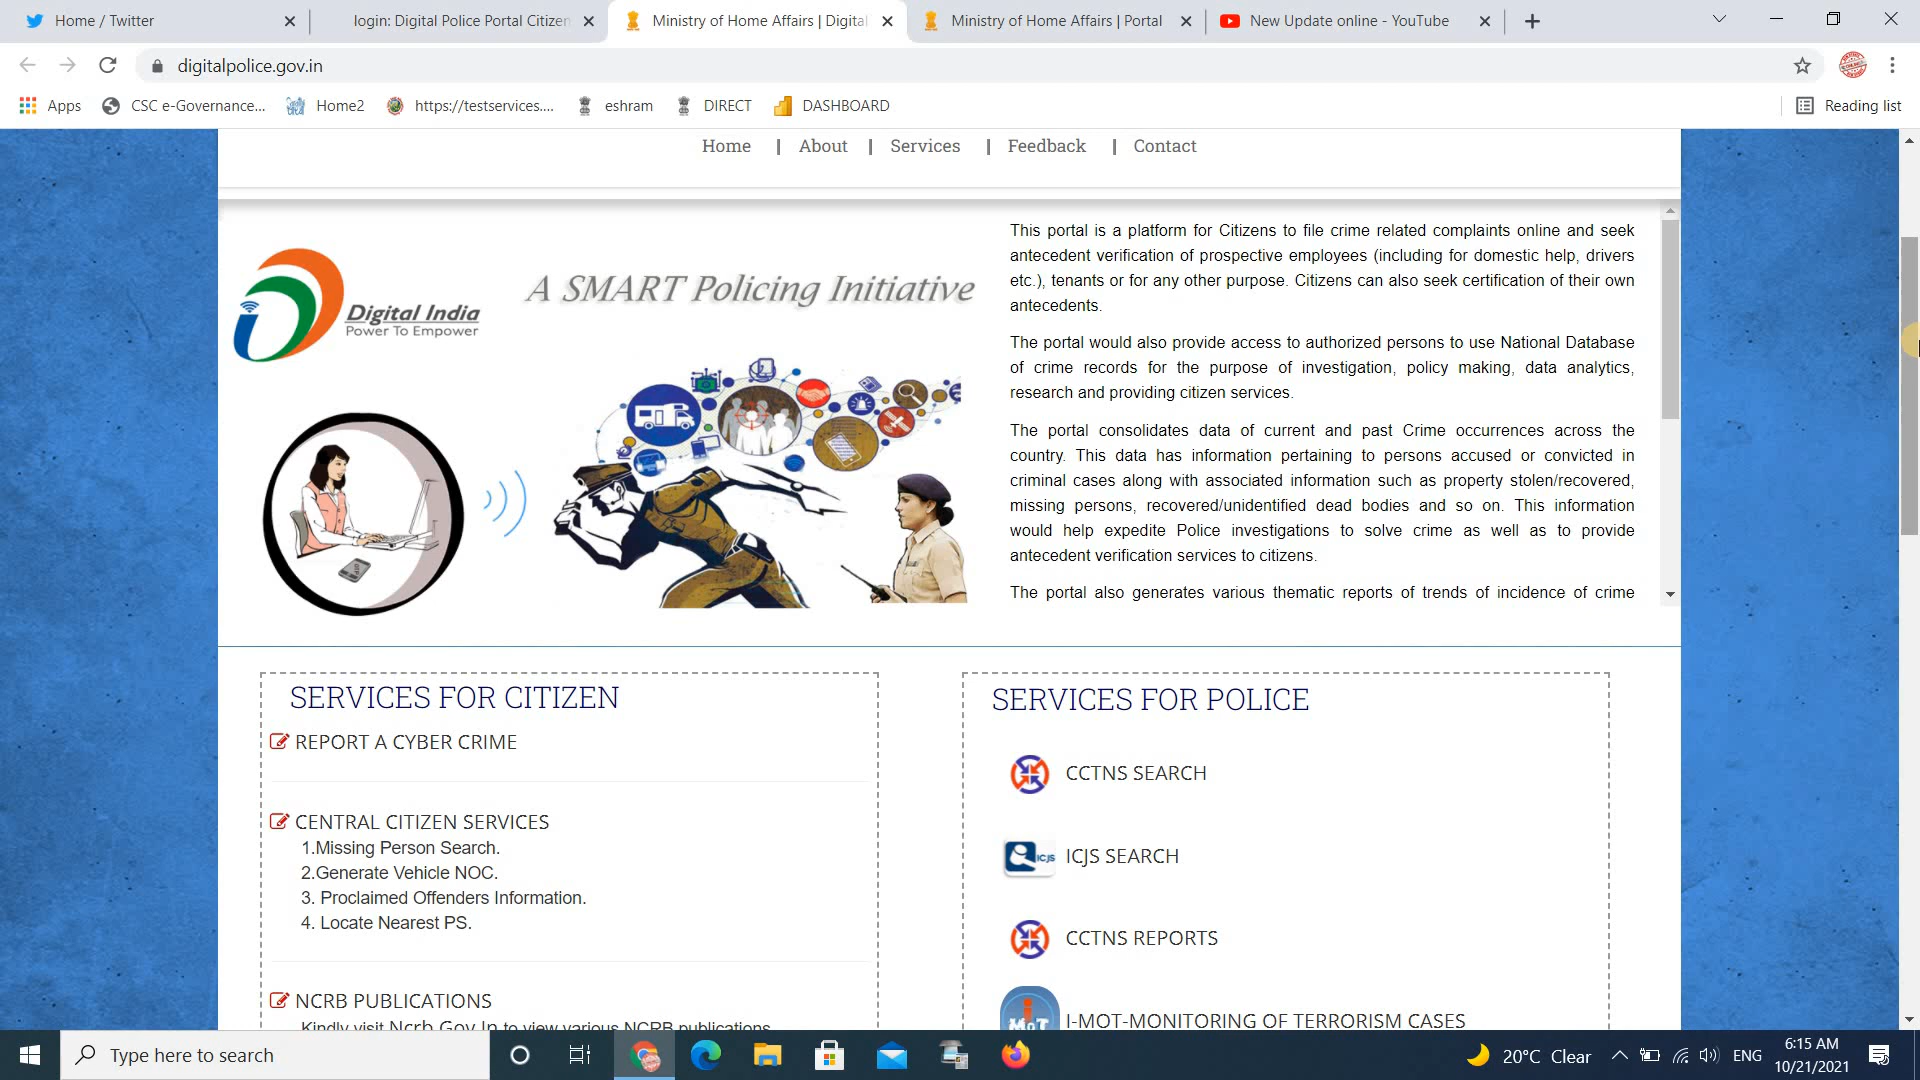 Home / Twitter
login: Digital Police Portal Citizen
Ministry of Home Affairs | Digital
Ministry of Home Affairs | Portal
New Update online - YouTube
digitalpolice.gov.in
Apps
CSC e-Governance...
Home2
https://testservices....
eshram
DIRECT
DASHBOARD
Reading list
Home | About | Services | Feedback | Contact
Digital India
Power To Empower
A SMART Policing Initiative
This portal is a platform for Citizens to file crime related complaints online and seek
antecedent verification of prospective employees (including for domestic help, drivers
etc.), tenants or for any other purpose. Citizens can also seek certification of their own
antecedents.
The portal would also provide access to authorized persons to use National Database
of crime records for the purpose of investigation, policy making, data analytics,
research and providing citizen services.
The portal consolidates data of current and past Crime occurrences across the
country. This data has information pertaining to persons accused or convicted in
criminal cases along with associated information such as property stolen/recovered,
missing persons, recovered/unidentified dead bodies and so on. This information
would help expedite Police investigations to solve crime as well as to provide
antecedent verification services to citizens.
The portal also generates various thematic reports of trends of incidence of crime
SERVICES FOR CITIZEN
REPORT A CYBER CRIME
CENTRAL CITIZEN SERVICES
1.Missing Person Search.
2.Generate Vehicle NOC.
3. Proclaimed Offenders Information.
4. Locate Nearest PS.
NCRB PUBLICATIONS
Kindly visit Ncrb.Gov.In to view various NCRB publications
SERVICES FOR POLICE
CCTNS SEARCH
ICJS
ICJS SEARCH
CCTNS REPORTS
i
MoT
I-MOT-MONITORING OF TERRORISM CASES
Type here to search
20°C Clear
ENG
6:15 AM
10/21/2021